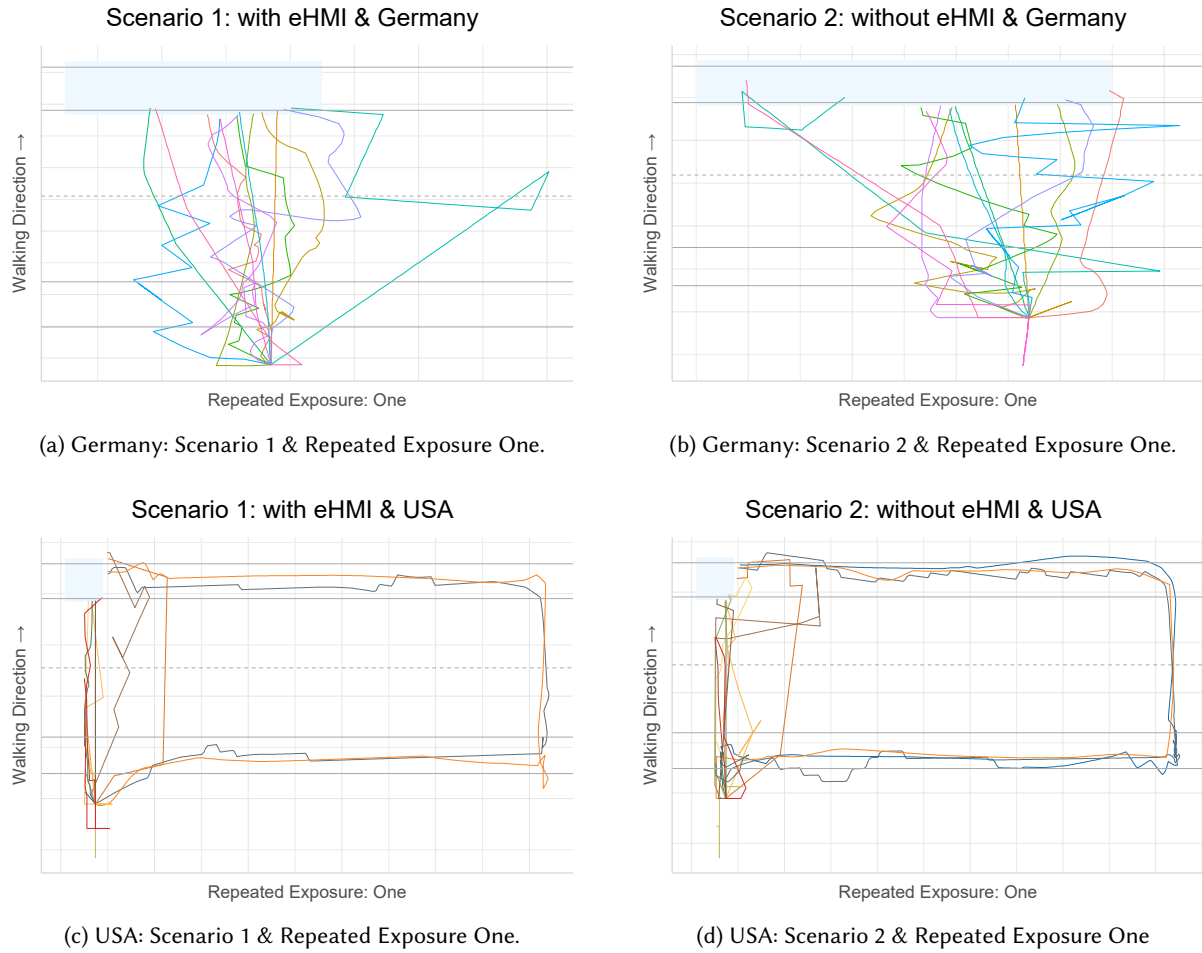 Scenario 1: with eHMI & Germany
Scenario 2: without eHMI & Germany
Walking Direction →
Walking Direction →
Repeated Exposure: One
Repeated Exposure: One
(a) Germany: Scenario 1 & Repeated Exposure One.
(b) Germany: Scenario 2 & Repeated Exposure One.
Scenario 1: with eHMI & USA
Scenario 2: without eHMI & USA
Walking Direction →
Walking Direction →
Repeated Exposure: One
Repeated Exposure: One
(c) USA: Scenario 1 & Repeated Exposure One.
(d) USA: Scenario 2 & Repeated Exposure One